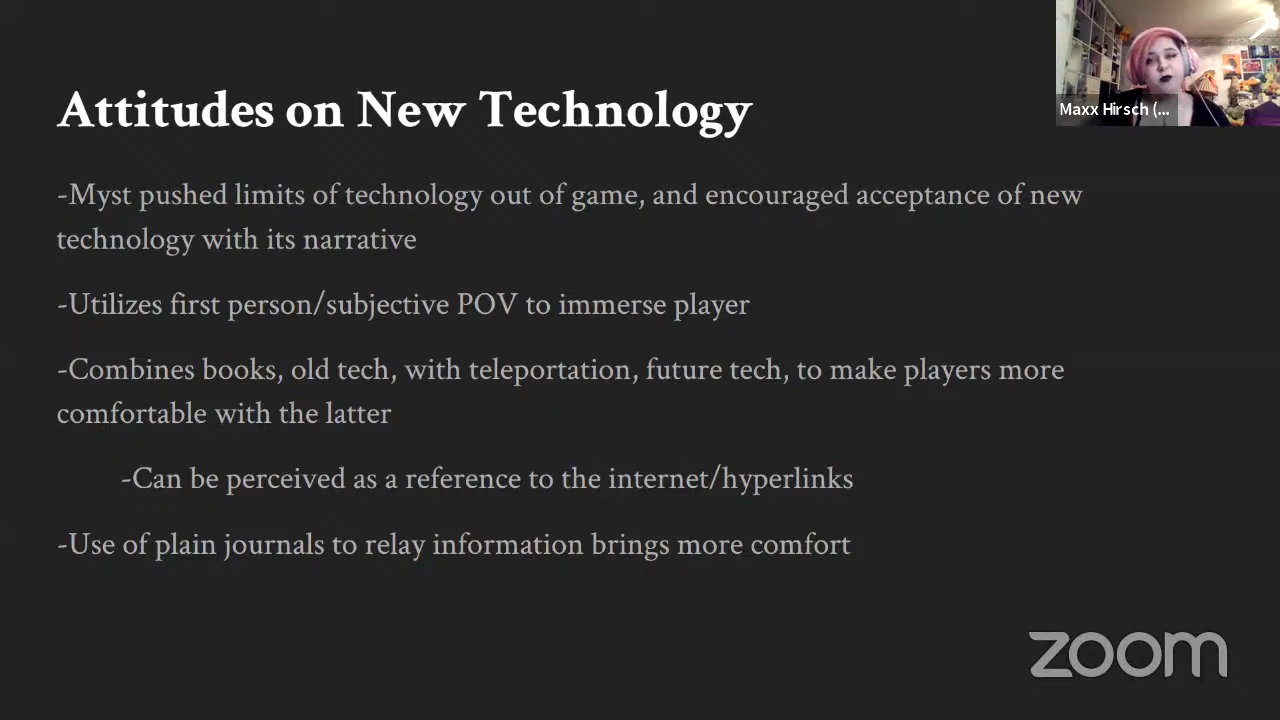 Attitudes on New Technology
Maxx Hirsch (...
-Myst pushed limits of technology out of game, and encouraged acceptance of new
technology with its narrative
-Utilizes first person/subjective POV to immerse player
-Combines books, old tech, with teleportation, future tech, to make players more
comfortable with the latter
-Can be perceived as a reference to the internet/hyperlinks
-Use of plain journals to relay information brings more comfort
zoom